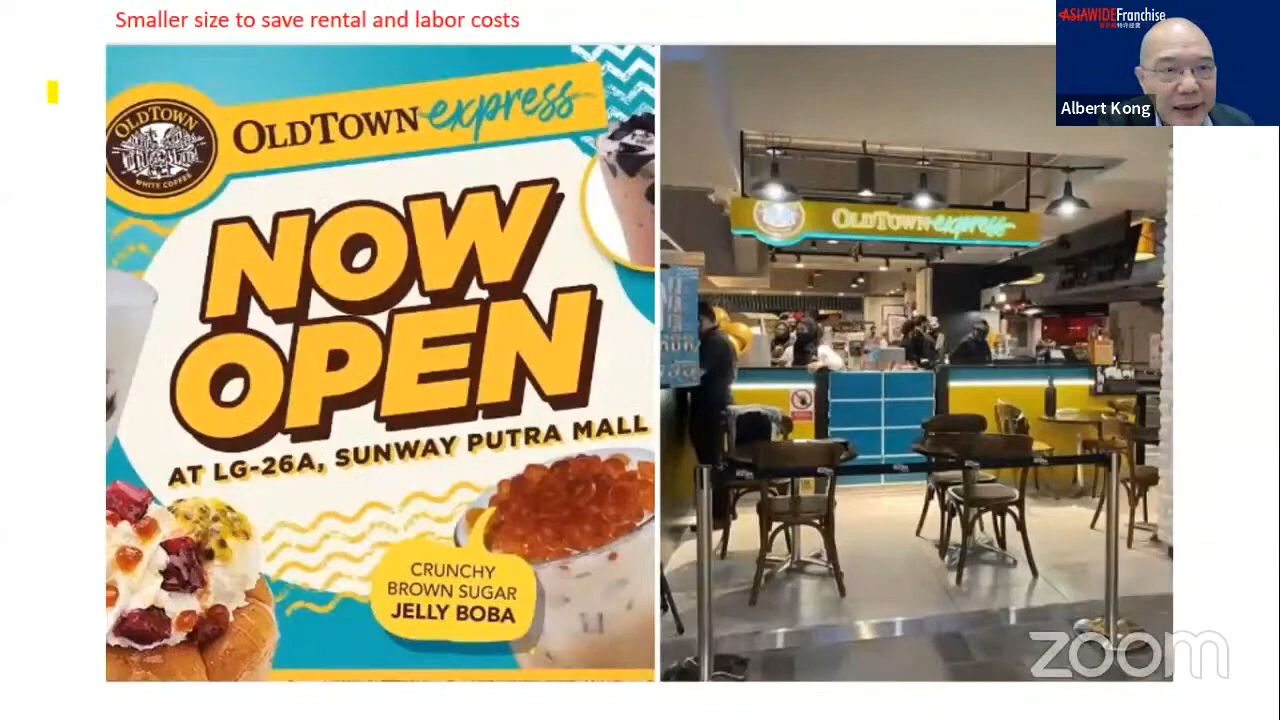 Smaller size to save rental and labor costs
ASIAWIDE Franchise
Albert Kong
OLDTOWN
WHITE COFFEE
OLDTOWN express
NOW
OPEN
AT LG-26A, SUNWAY PUTRA MALL
CRUNCHY
BROWN SUGAR
JELLY BOBA
OLDTOWN express
zoom